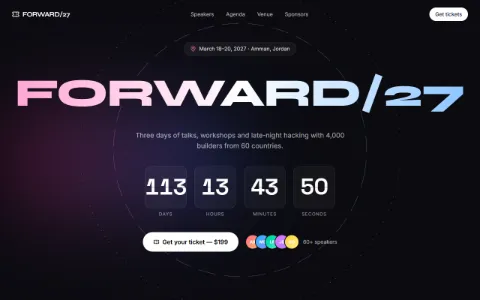 FORWARD/27
Speakers Agenda Venue Sponsors
Get tickets
March 18–20, 2027 · Amman, Jordan
FORWARD/27
Three days of talks, workshops and late-night hacking with 4,000
builders from 60 countries.
113 13 43 50
DAYS HOURS MINUTES SECONDS
Get your ticket — $199
60+ speakers